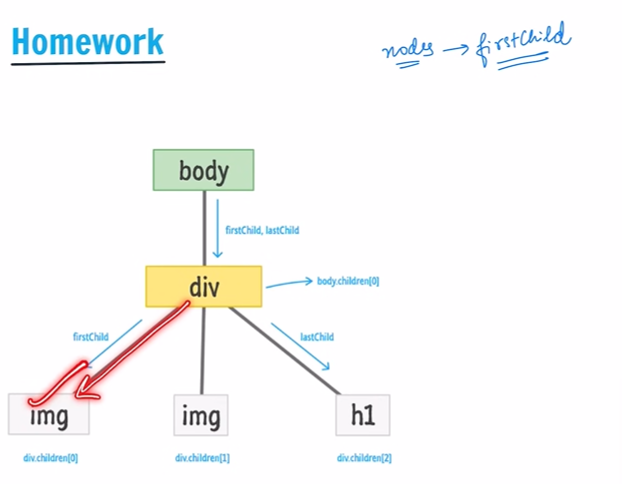 Homework
nodes → firstChild
body
firstChild, lastChild
div
body.children[0]
firstChild
lastChild
img
img
h1
div.children[0]
div.children[1]
div.children[2]